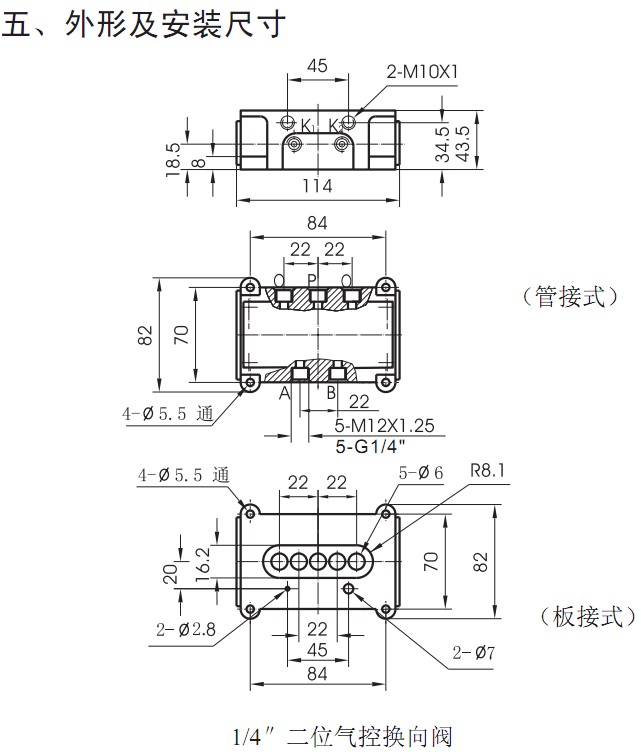 五、外形及安装尺寸
45
2-M10X1
K1 K2
18.5
8
34.5
43.5
114
84
22 22
O P O
（管接式）
82
70
A B
22
4-Ø5.5 通
5-M12X1.25
5-G1/4"
4-Ø5.5 通
22 22
5-Ø6
R8.1
20
16.2
70
82
（板接式）
2-Ø2.8
22
45
2-Ø7
84
1/4″ 二位气控换向阀